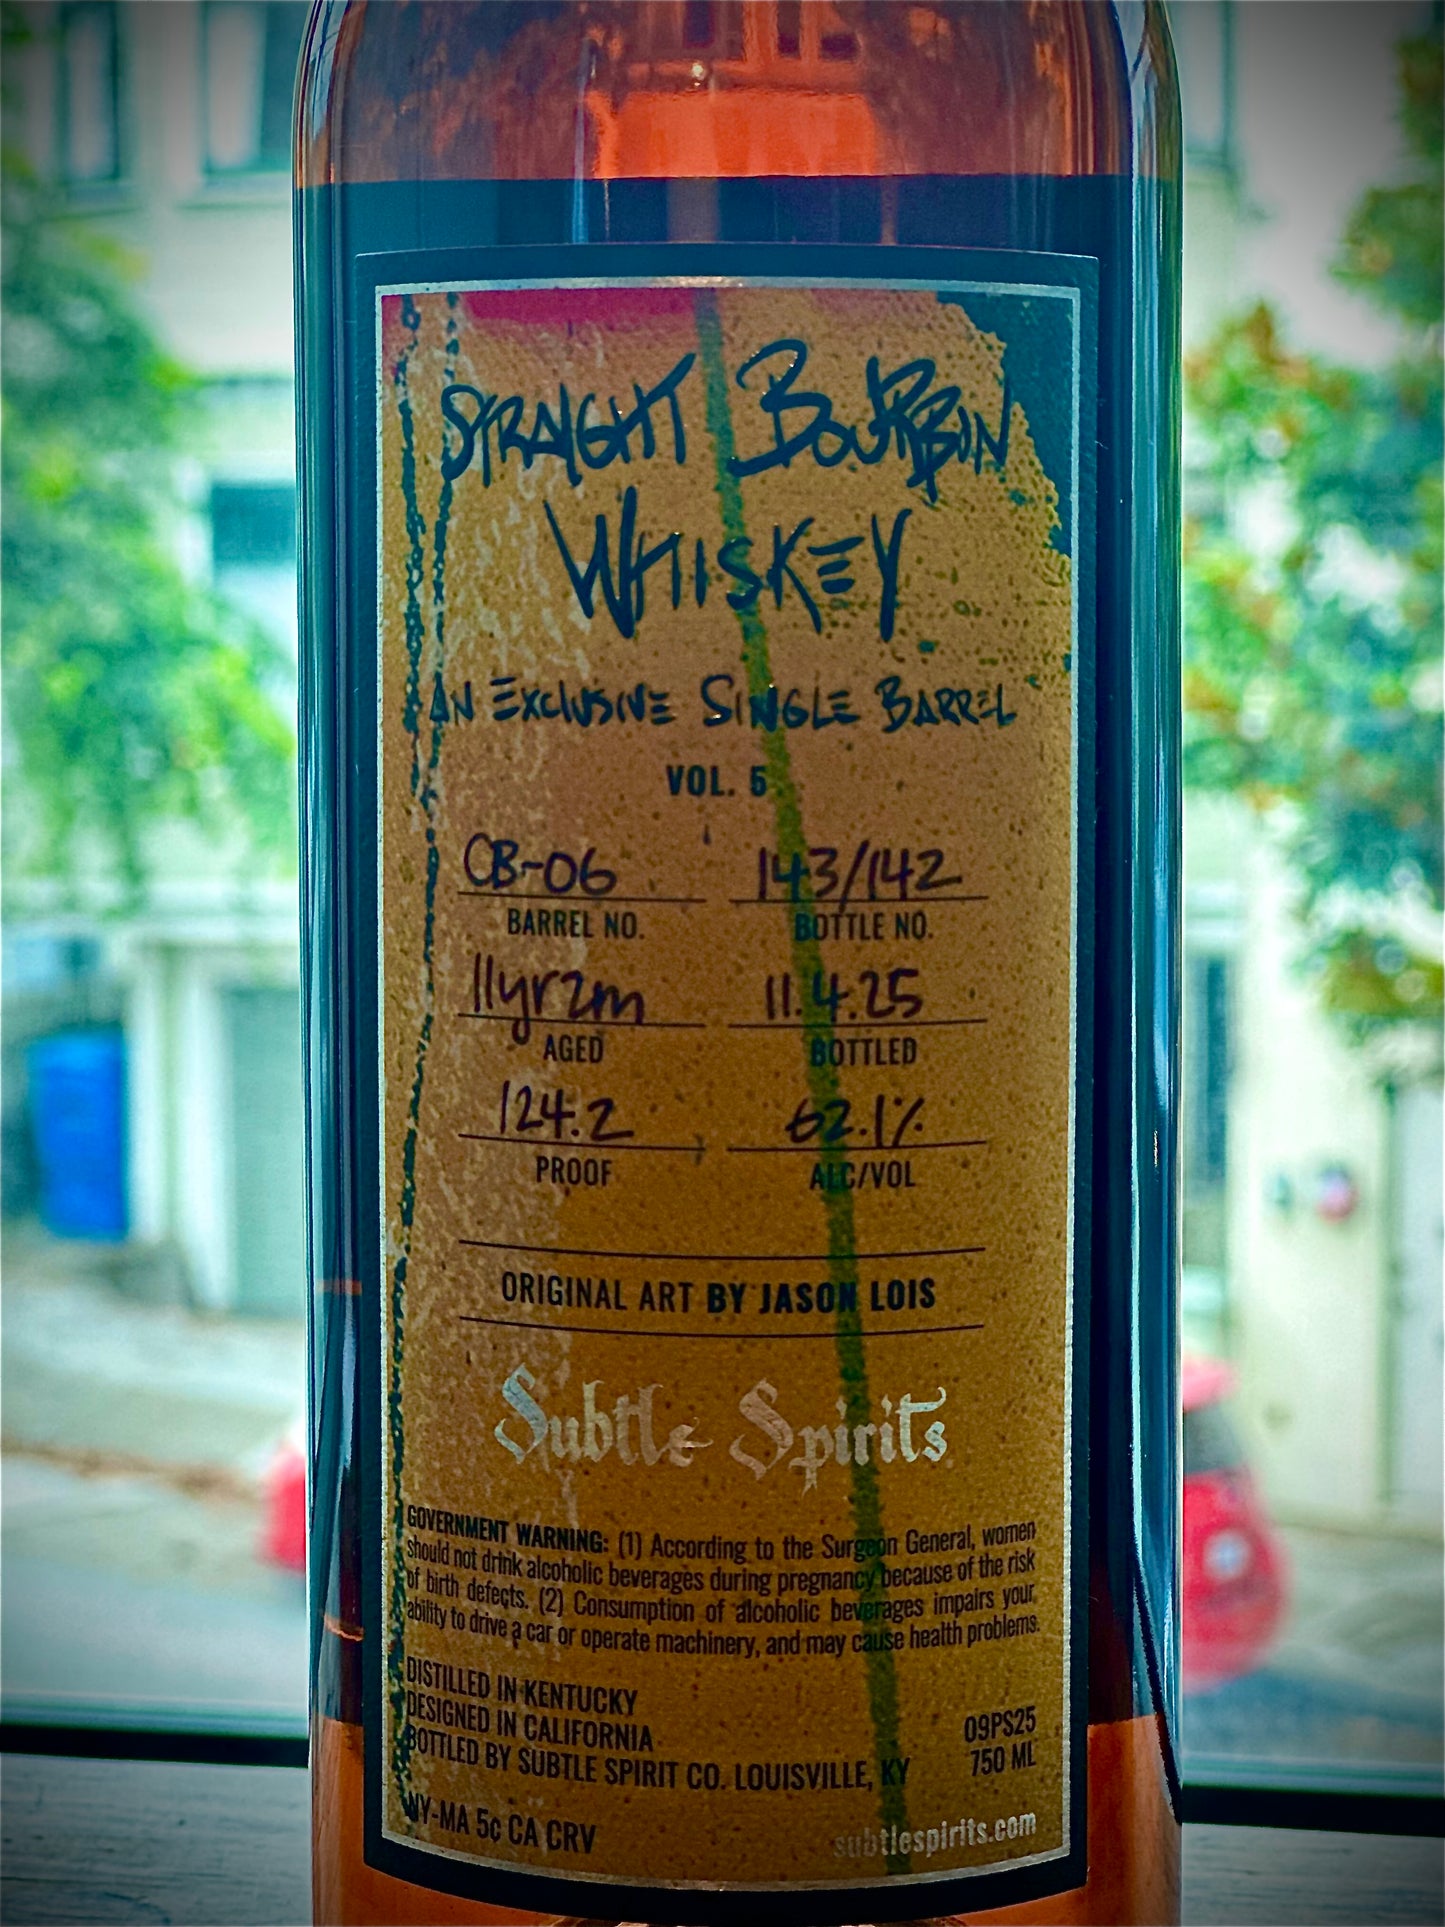 STRAIGHT BOURBON
WHISKEY
AN EXCLUSIVE SINGLE BARREL
VOL. 5
CB-06 143/142
BARREL NO. BOTTLE NO.
11yr2m 11.4.25
AGED BOTTLED
124.2 62.1%
PROOF ALC/VOL
ORIGINAL ART BY JASON LOIS
Subtle Spirits
GOVERNMENT WARNING: (1) According to the Surgeon General, women
should not drink alcoholic beverages during pregnancy because of the risk
of birth defects. (2) Consumption of alcoholic beverages impairs your
ability to drive a car or operate machinery, and may cause health problems.
DISTILLED IN KENTUCKY
DESIGNED IN CALIFORNIA 09PS25
BOTTLED BY SUBTLE SPIRIT CO. LOUISVILLE, KY 750 ML
NY-MA 5¢ CA CRV subtlespirits.com